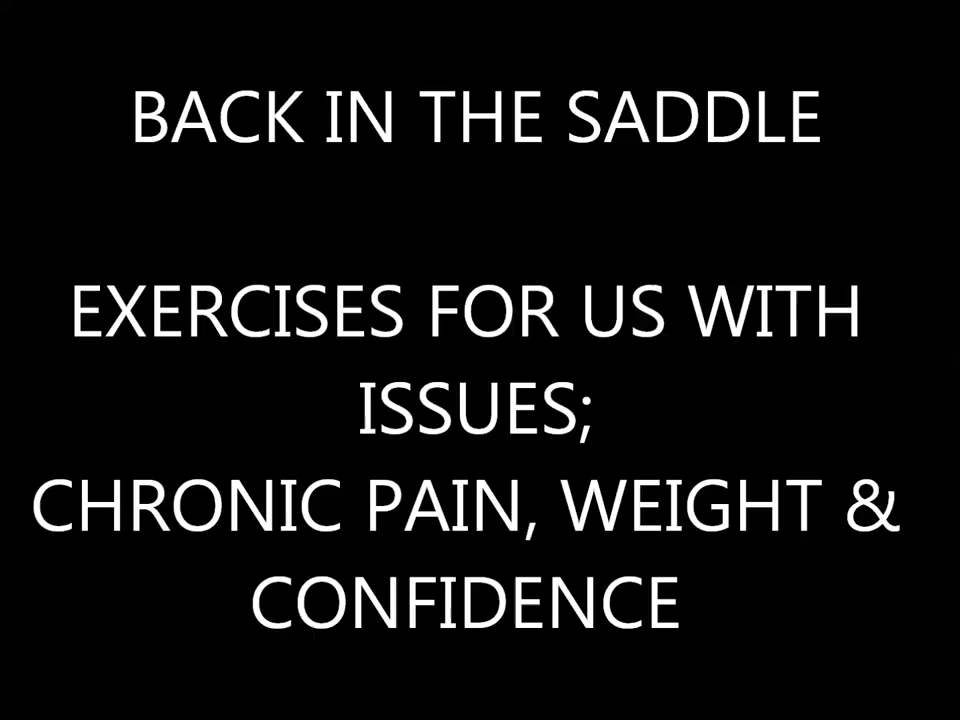 BACK IN THE SADDLE
EXERCISES FOR US WITH
ISSUES;
CHRONIC PAIN, WEIGHT &
CONFIDENCE